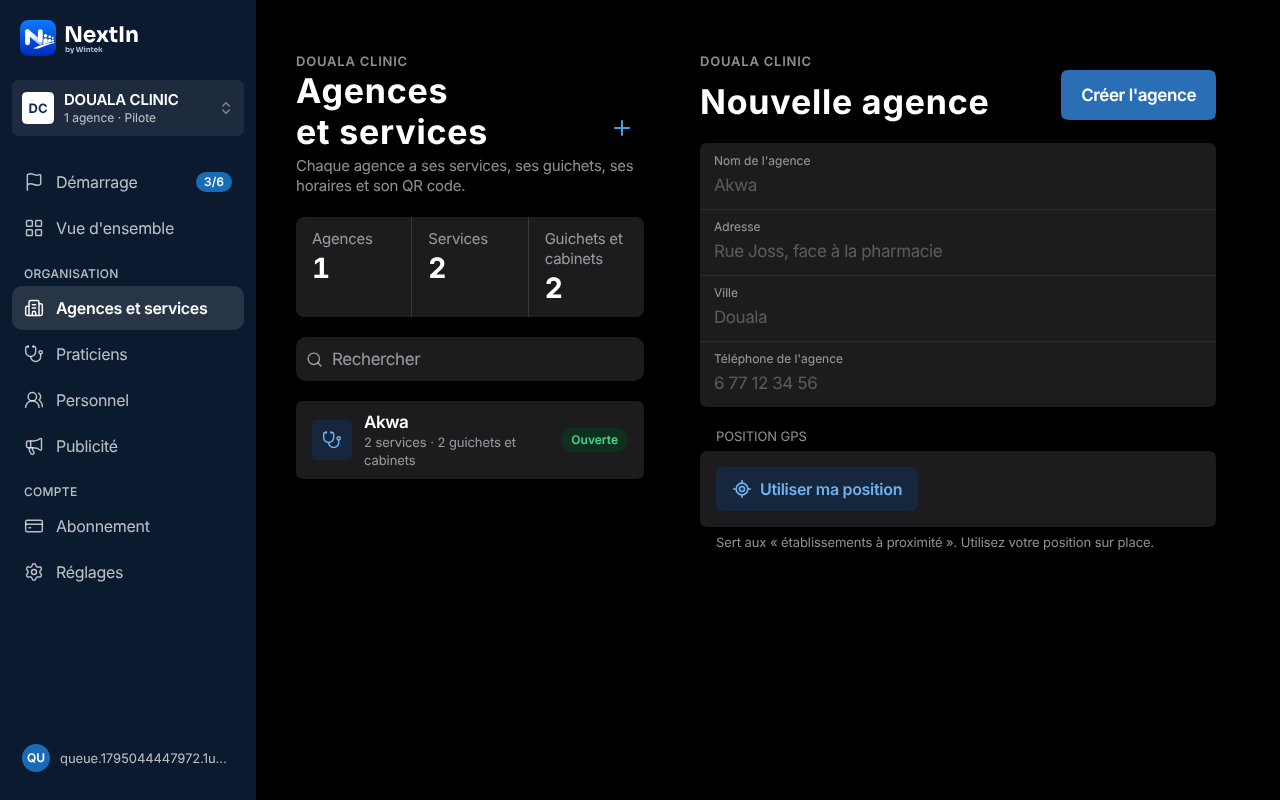 NextIn
by Wintek
DC
DOUALA CLINIC
1 agence · Pilote
Démarrage
3/6
Vue d'ensemble
ORGANISATION
Agences et services
Praticiens
Personnel
Publicité
COMPTE
Abonnement
Réglages
QU
queue.1795044447972.1u...
DOUALA CLINIC
Agences
et services
Chaque agence a ses services, ses guichets, ses
horaires et son QR code.
Agences
1
Services
2
Guichets et
cabinets
2
Rechercher
Akwa
2 services · 2 guichets et
cabinets
Ouverte
DOUALA CLINIC
Nouvelle agence
Créer l'agence
Nom de l'agence
Akwa
Adresse
Rue Joss, face à la pharmacie
Ville
Douala
Téléphone de l'agence
6 77 12 34 56
POSITION GPS
Utiliser ma position
Sert aux « établissements à proximité ». Utilisez votre position sur place.